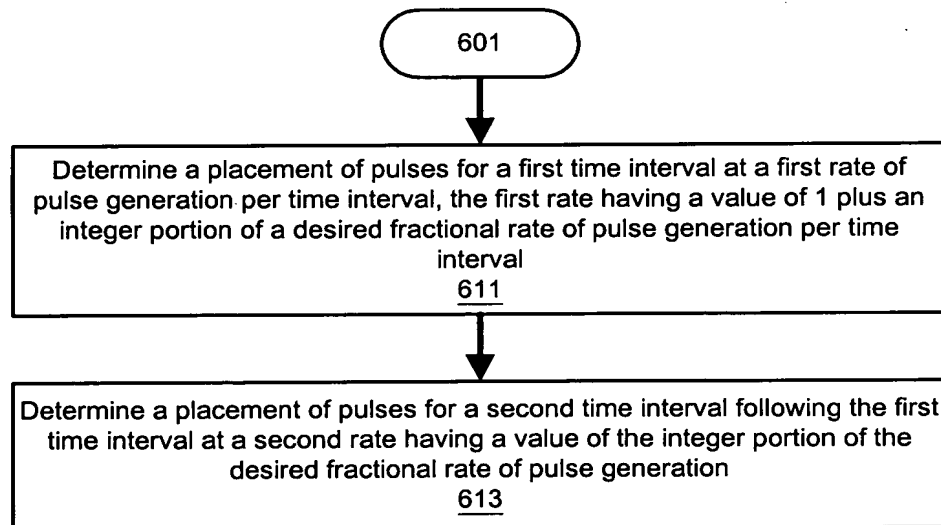 601
Determine a placement of pulses for a first time interval at a first rate of
pulse generation per time interval, the first rate having a value of 1 plus an
integer portion of a desired fractional rate of pulse generation per time
interval
611
Determine a placement of pulses for a second time interval following the first
time interval at a second rate having a value of the integer portion of the
desired fractional rate of pulse generation
613